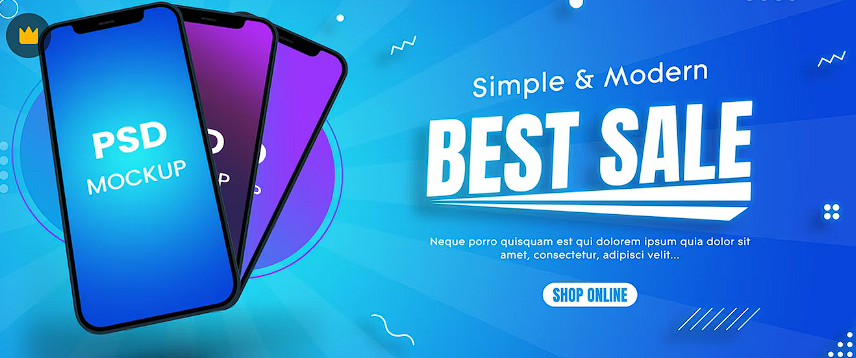 PSD
MOCKUP
Simple & Modern
BEST SALE
Neque porro quisquam est qui dolorem ipsum quia dolor sit
amet, consectetur, adipisci velit...
SHOP ONLINE